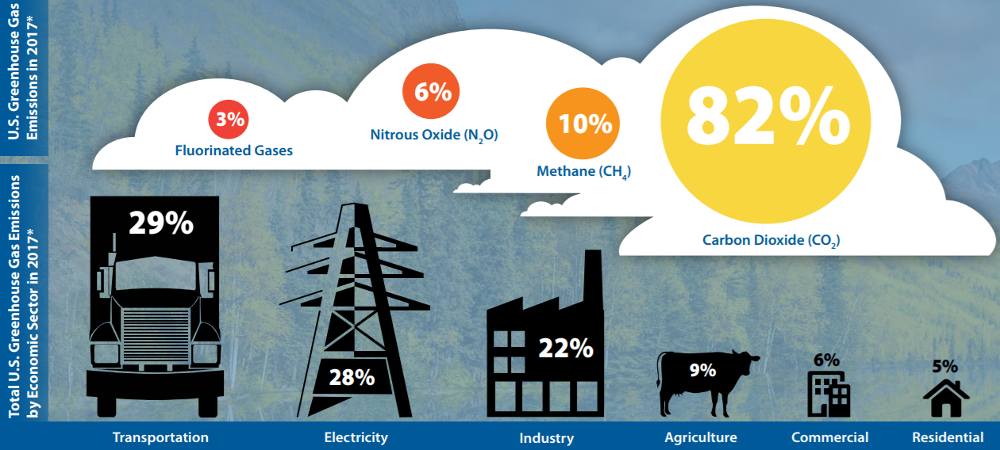 U.S. Greenhouse Gas
Emissions in 2017*
3%
Fluorinated Gases
6%
Nitrous Oxide (N₂O)
10%
Methane (CH₄)
82%
Carbon Dioxide (CO₂)
Total U.S. Greenhouse Gas Emissions
by Economic Sector in 2017*
29%
28%
22%
9%
6%
5%
Transportation
Electricity
Industry
Agriculture
Commercial
Residential